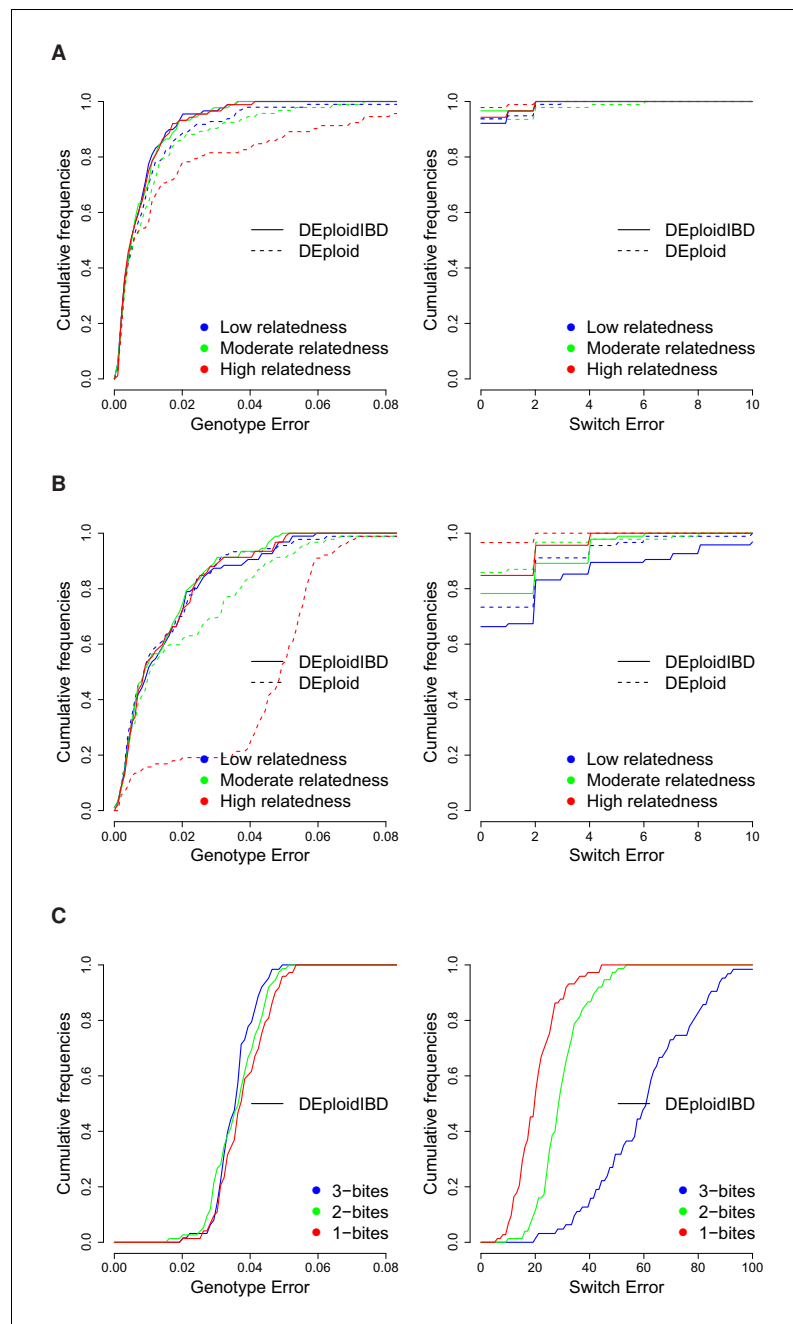 A
Cumulative frequencies
0.0 0.2 0.4 0.6 0.8 1.0
DEploidIBD
DEploid
Low relatedness
Moderate relatedness
High relatedness
0.00 0.02 0.04 0.06 0.08
Genotype Error
Cumulative frequencies
0.0 0.2 0.4 0.6 0.8 1.0
DEploidIBD
DEploid
Low relatedness
Moderate relatedness
High relatedness
0 2 4 6 8 10
Switch Error
B
Cumulative frequencies
0.0 0.2 0.4 0.6 0.8 1.0
DEploidIBD
DEploid
Low relatedness
Moderate relatedness
High relatedness
0.00 0.02 0.04 0.06 0.08
Genotype Error
Cumulative frequencies
0.0 0.2 0.4 0.6 0.8 1.0
DEploidIBD
DEploid
Low relatedness
Moderate relatedness
High relatedness
0 2 4 6 8 10
Switch Error
C
Cumulative frequencies
0.0 0.2 0.4 0.6 0.8 1.0
DEploidIBD
3−bites
2−bites
1−bites
0.00 0.02 0.04 0.06 0.08
Genotype Error
Cumulative frequencies
0.0 0.2 0.4 0.6 0.8 1.0
DEploidIBD
3−bites
2−bites
1−bites
0 20 40 60 80 100
Switch Error